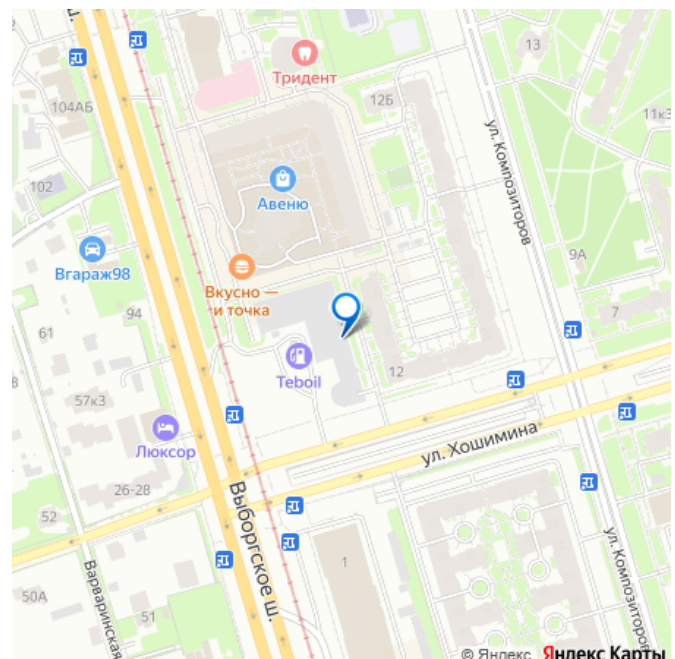 ш.
Тридент
13
104АБ
12Б
11к3
ул. Композиторов
102
Авеню
Вгараж98
9А
Вкусно —
и точка
94
7
61
Teboil
12
57к3
Люксор
ул. Хошимина
26-28
52
Выборгское ш.
1
ул. Композиторов
Варваринская
50А
51
© Яндекс Яндекс Карты